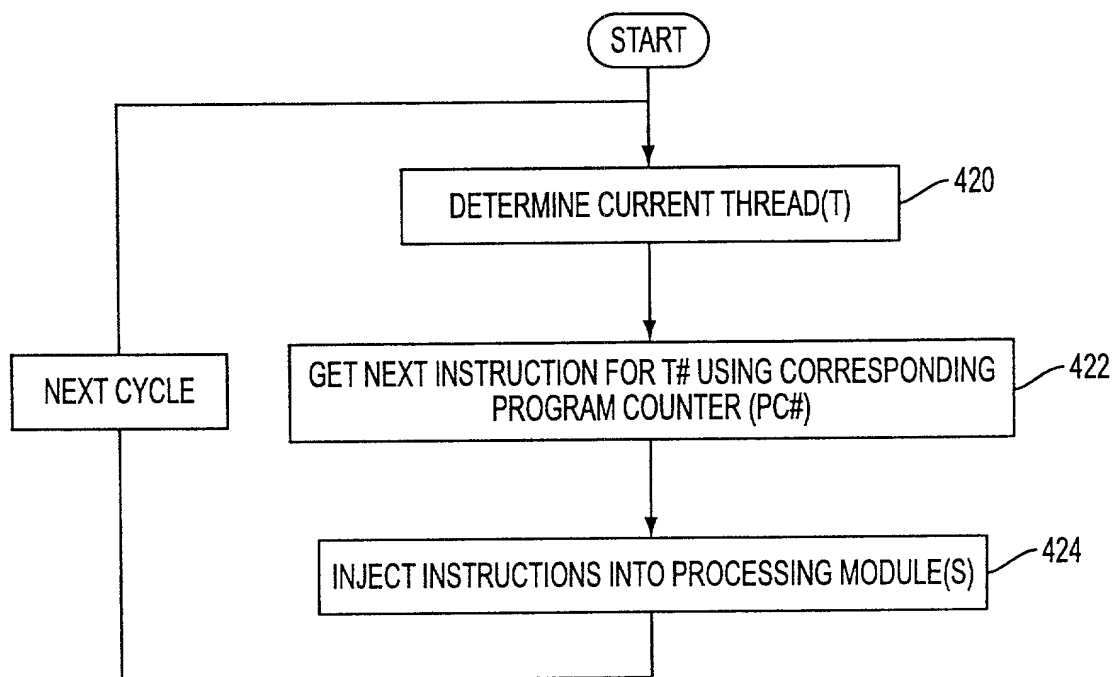 START
DETERMINE CURRENT THREAD(T)
420
GET NEXT INSTRUCTION FOR T# USING CORRESPONDING
PROGRAM COUNTER (PC#)
422
NEXT CYCLE
INJECT INSTRUCTIONS INTO PROCESSING MODULE(S)
424